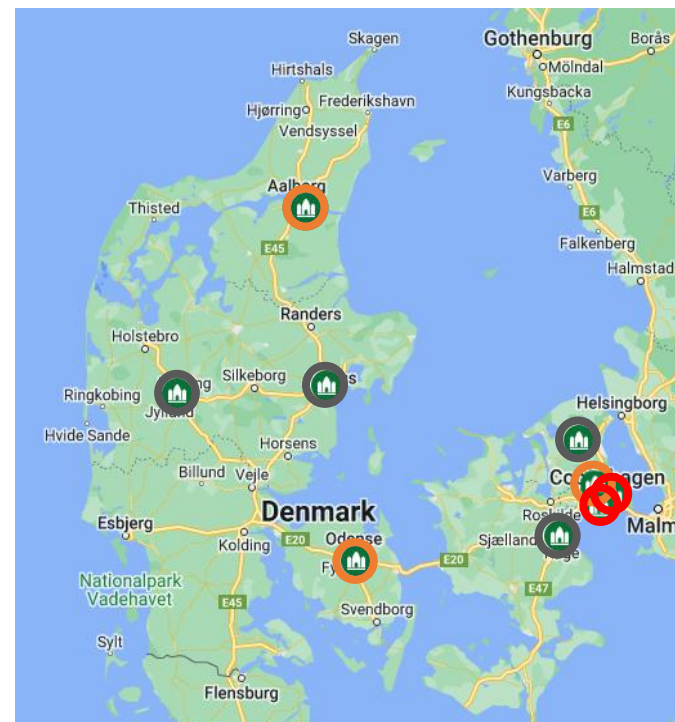 Skagen
Gothenburg
Borås
Mölndal
Hirtshals
Kungsbacka
Hjørring
Frederikshavn
E6
Vendsyssel
Varberg
Aalborg
Thisted
E6
Falkenberg
E45
Halmstad
Randers
Holstebro
Silkeborg
Ringkobing
Jylland
Helsingborg
Hvide Sande
Horsens
Billund
Vejle
Denmark
Esbjerg
Kolding
E20
Odense
E20
Sjælland
Nationalpark
Vadehavet
E45
E47
Svendborg
Sylt
Flensburg